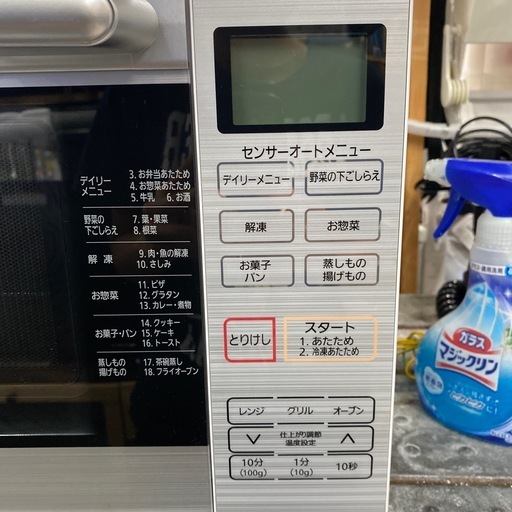 センサーオートメニュー
デイリーメニュー 野菜の下ごしらえ
解凍 お惣菜
お菓子
パン
蒸しもの
揚げもの
とりけし
スタート
1. あたため
2. 冷凍あたため
レンジ グリル オーブン
仕上がり調節
温度設定
10分
(100g)
1分
(10g)
10秒
デイリー
メニュー
3. お弁当あたため
4. お惣菜あたため
5. 牛乳 6. お酒
野菜の
下ごしらえ
7. 葉・果菜
8. 根菜
解凍
9. 肉・魚の解凍
10. さしみ
お惣菜
11. ピザ
12. グラタン
13. カレー・煮物
お菓子・パン
14. クッキー
15. ケーキ
16. トースト
蒸しもの
揚げもの
17. 茶碗蒸し
18. フライオーブン
ガラス
マジックリン